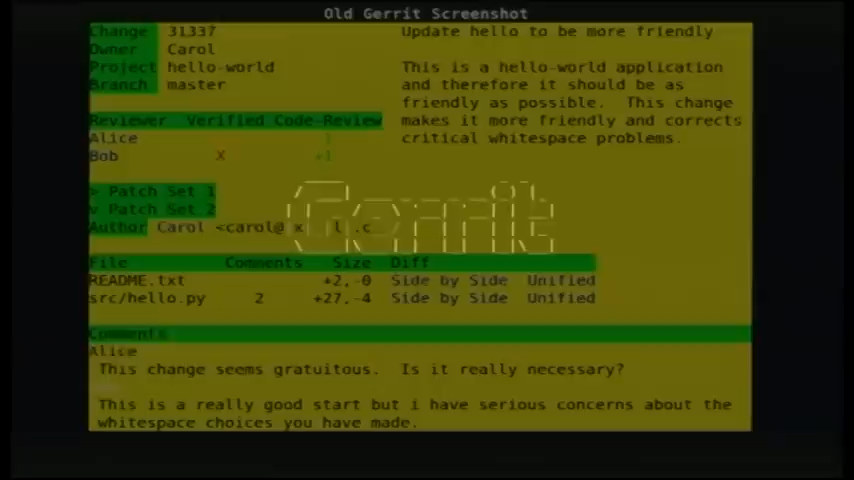 Old Gerrit Screenshot
Change 31337
Owner Carol
Project hello-world
Branch master
Update hello to be more friendly
This is a hello-world application
and therefore it should be as
friendly as possible. This change
makes it more friendly and corrects
critical whitespace problems.
Reviewer Verified Code-Review
Alice 1
Bob X +1
> Patch Set 1
v Patch Set 2
Author Carol <carol@
Gerrit
File Comments Size Diff
README.txt +2,-0 Side by Side Unified
src/hello.py 2 +27,-4 Side by Side Unified
Comments
Alice
This change seems gratuitous. Is it really necessary?
This is a really good start but i have serious concerns about the
whitespace choices you have made.